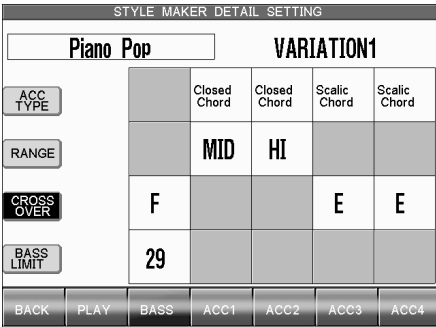 STYLE MAKER DETAIL SETTING
Piano Pop VARIATION1
ACC TYPE
Closed Chord Closed Chord Scalic Chord Scalic Chord
RANGE MID HI
CROSS OVER F E E
BASS LIMIT 29
BACK PLAY BASS ACC1 ACC2 ACC3 ACC4